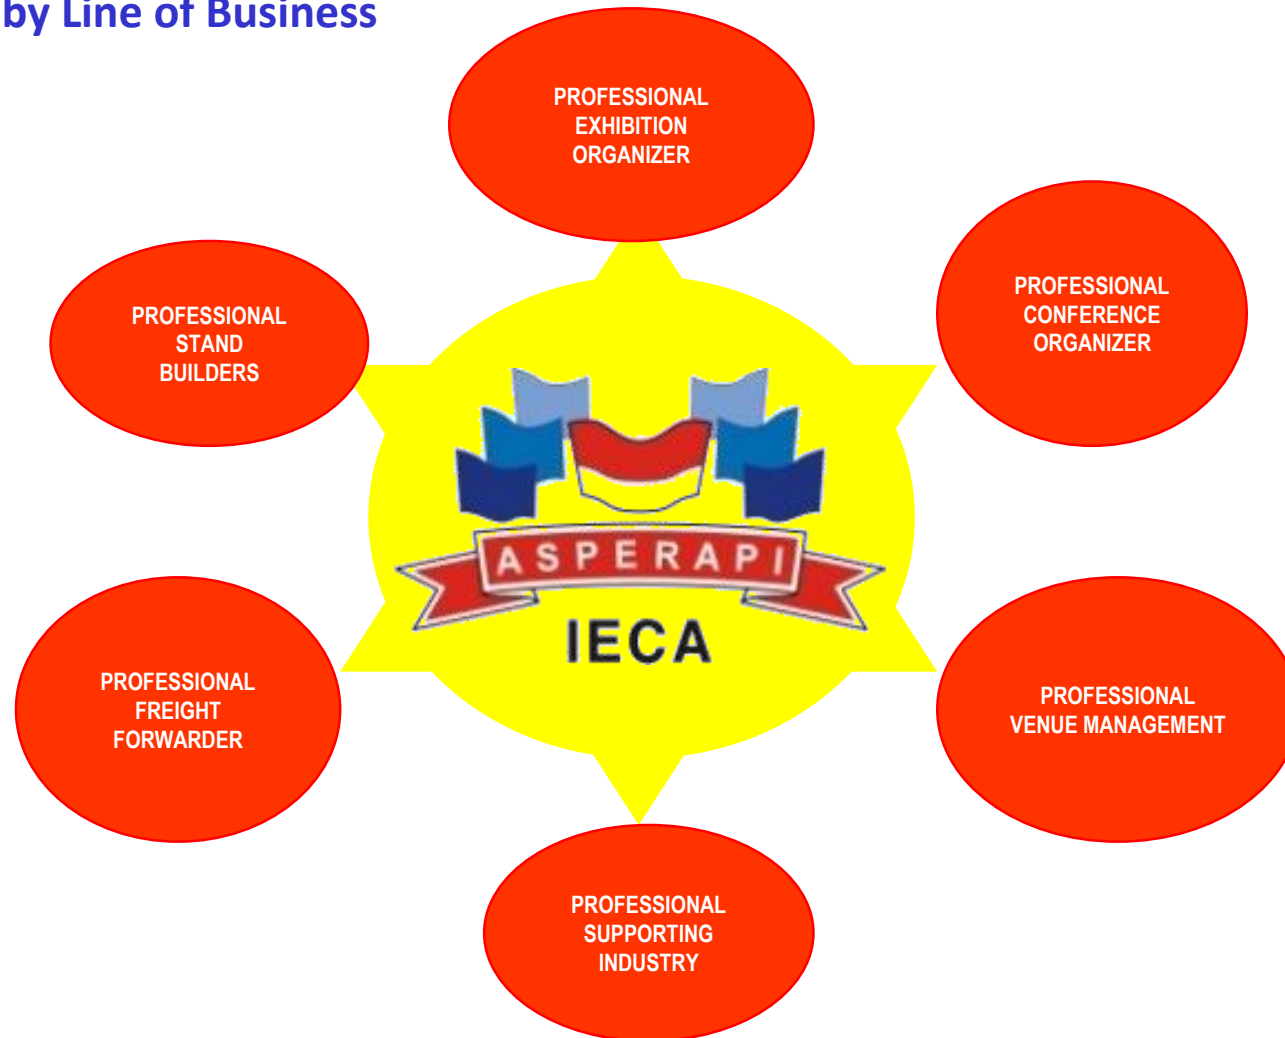 by Line of Business
PROFESSIONAL
EXHIBITION
ORGANIZER
PROFESSIONAL
CONFERENCE
ORGANIZER
PROFESSIONAL
STAND
BUILDERS
ASPERAPI
IECA
PROFESSIONAL
FREIGHT
FORWARDER
PROFESSIONAL
VENUE MANAGEMENT
PROFESSIONAL
SUPPORTING
INDUSTRY